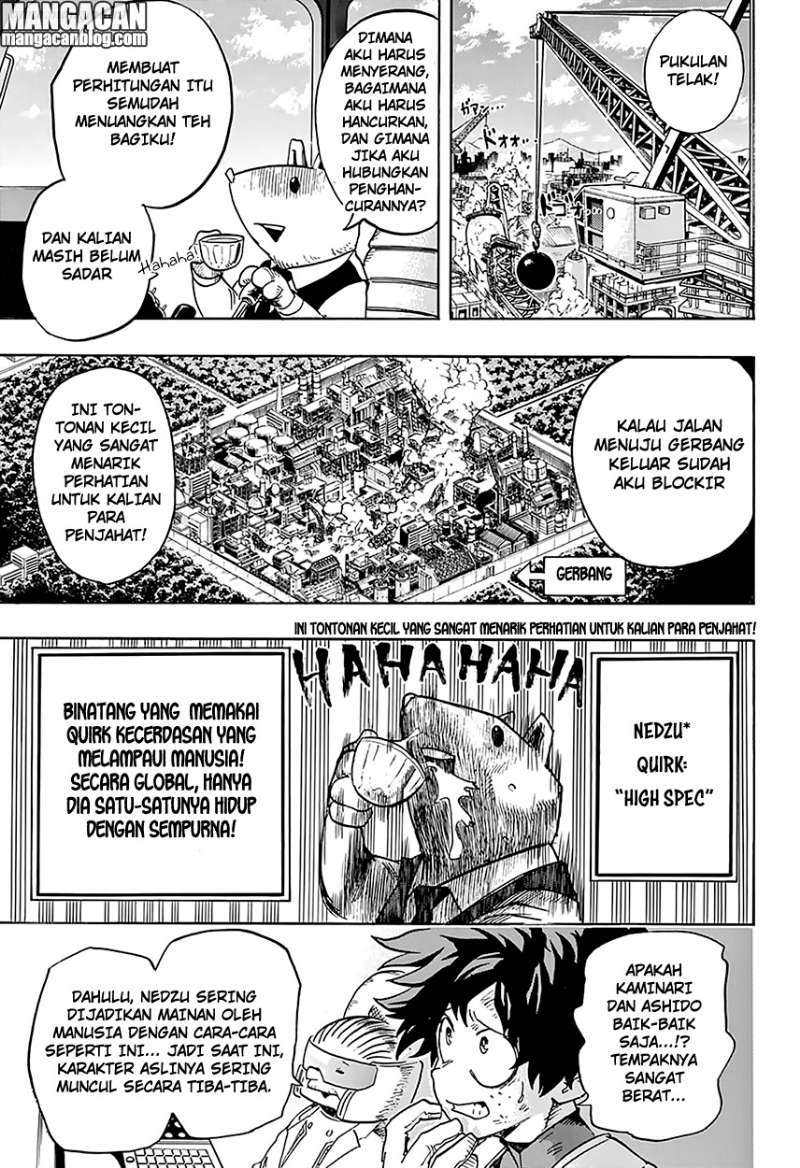 MANGACAN
mangacanblog.com
PUKULAN
TELAK!
DIMANA
AKU HARUS
MENYERANG,
BAGAIMANA
AKU HARUS
HANCURKAN,
DAN GIMANA
JIKA AKU
HUBUNGKAN
PENGHAN-
CURANNYA?
MEMBUAT
PERHITUNGAN ITU
SEMUDAH
MENUANGKAN TEH
BAGIKU!
DAN KALIAN
MASIH BELUM
SADAR
Hahaha!
KALAU JALAN
MENUJU GERBANG
KELUAR SUDAH
AKU BLOCKIR
INI TON-
TONAN KECIL
YANG SANGAT
MENARIK
PERHATIAN
UNTUK KALIAN
PARA
PENJAHAT!
GERBANG
INI TONTONAN KECIL YANG SANGAT MENARIK PERHATIAN UNTUK KALIAN PARA PENJAHAT!
HAHAHAHA
NEDZU*
QUIRK:
"HIGH SPEC"
BINATANG YANG MEMAKAI
QUIRK KECERDASAN YANG
MELAMPAUI MANUSIA!
SECARA GLOBAL, HANYA
DIA SATU-SATUNYA HIDUP
DENGAN SEMPURNA!
APAKAH
KAMINARI
DAN ASHIDO
BAIK-BAIK
SAJA...!?
TEMPAKNYA
SANGAT
BERAT...
DAHULU, NEDZU SERING
DIJADIKAN MAINAN OLEH
MANUSIA DENGAN CARA-CARA
SEPERTI INI... JADI SAAT INI,
KARAKTER ASLINYA SERING
MUNCUL SECARA TIBA-TIBA.